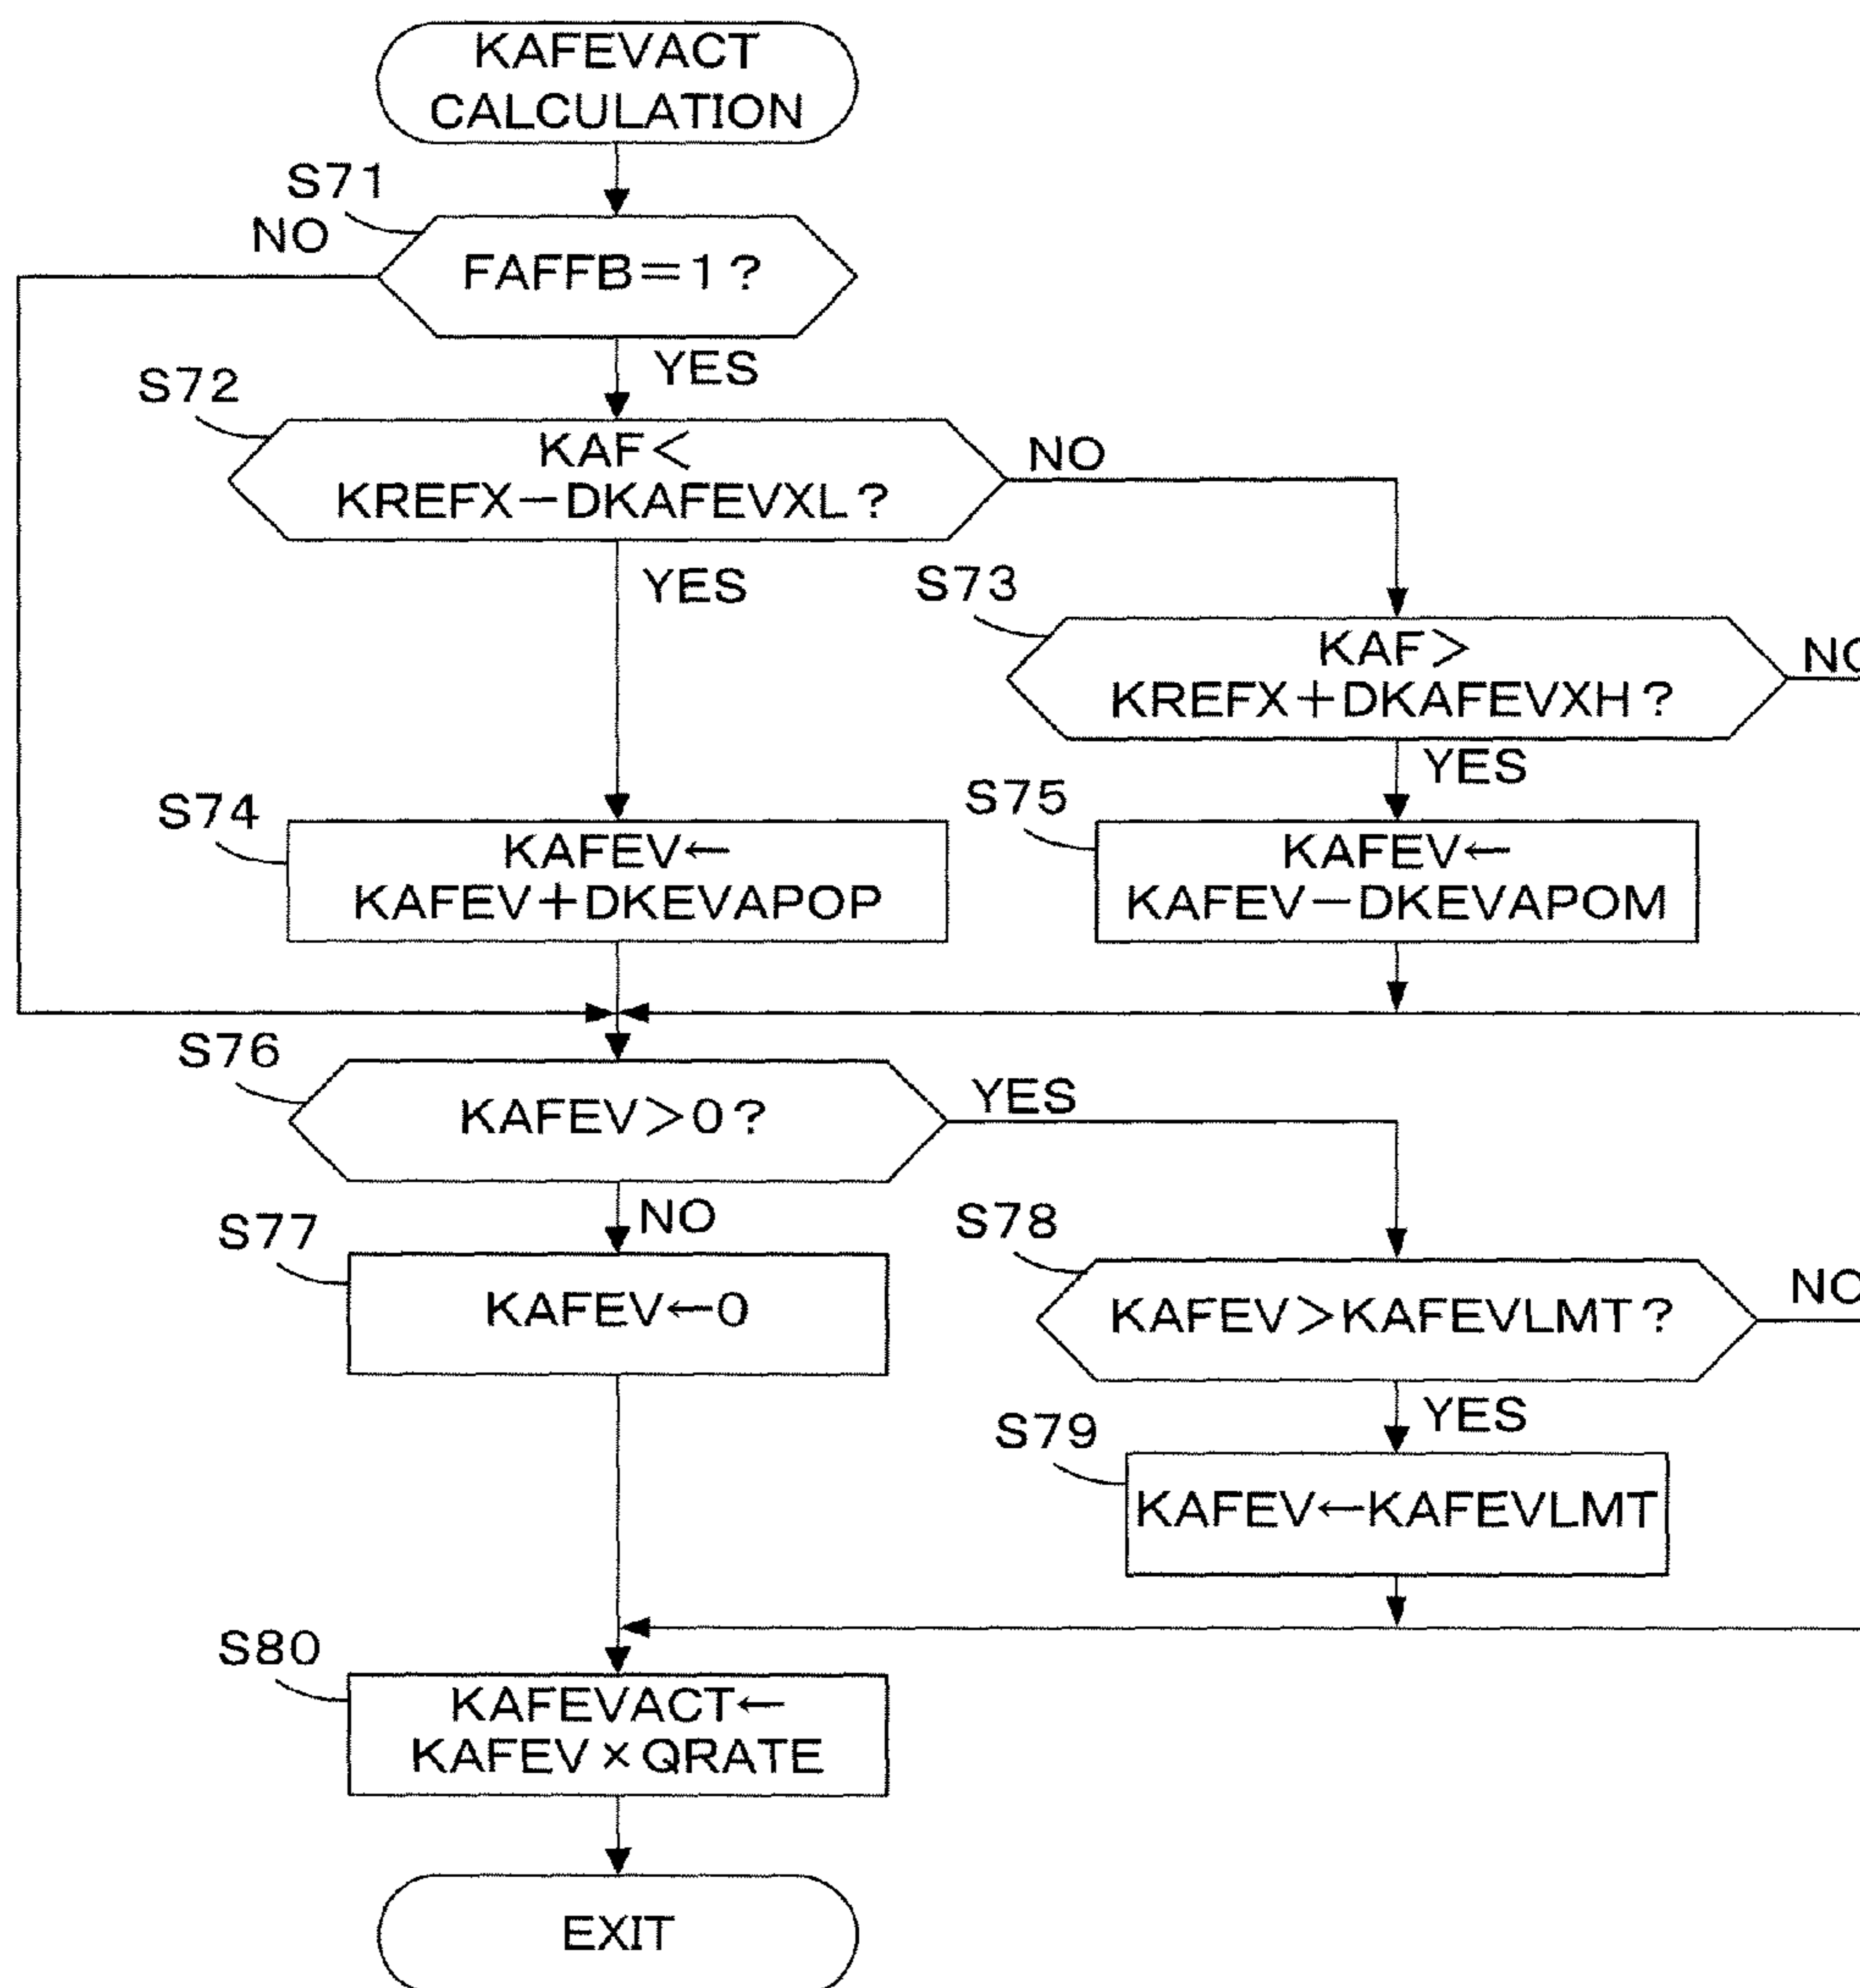 KAFEVACT
CALCULATION
S71
NO
FAFFB=1?
YES
S72
KAF<
KREFX−DKAFEVXL?
NO
YES
S73
KAF>
KREFX+DKAFEVXH?
NO
YES
S74
KAFEV←
KAFEV+DKEVAPOP
S75
KAFEV←
KAFEV−DKEVAPOM
S76
KAFEV>0?
YES
NO
S77
KAFEV←0
S78
KAFEV>KAFEVLMT?
NO
YES
S79
KAFEV←KAFEVLMT
S80
KAFEVACT←
KAFEV×QRATE
EXIT